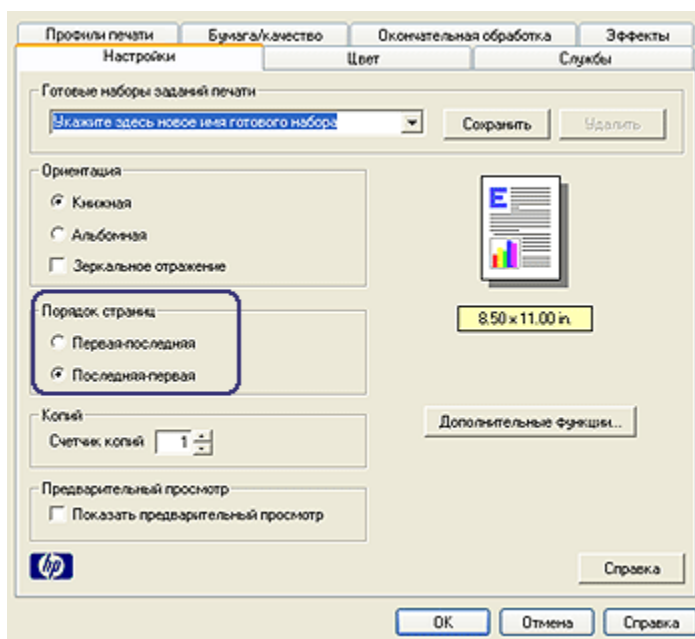 Профили печати Бумага/качество Окончательная обработка Эффекты
Настройки Цвет Службы
Готовые наборы заданий печати
Укажите здесь новое имя готового набора Сохранить Удалить
Ориентация
Книжная
Альбомная
Зеркальное отражение
E
8.50 x 11.00 in.
Порядок страниц
Первая-последняя
Последняя-первая
Копий
Счетчик копий 1
Дополнительные функции...
Предварительный просмотр
Показать предварительный просмотр
hp Справка
OK Отмена Справка